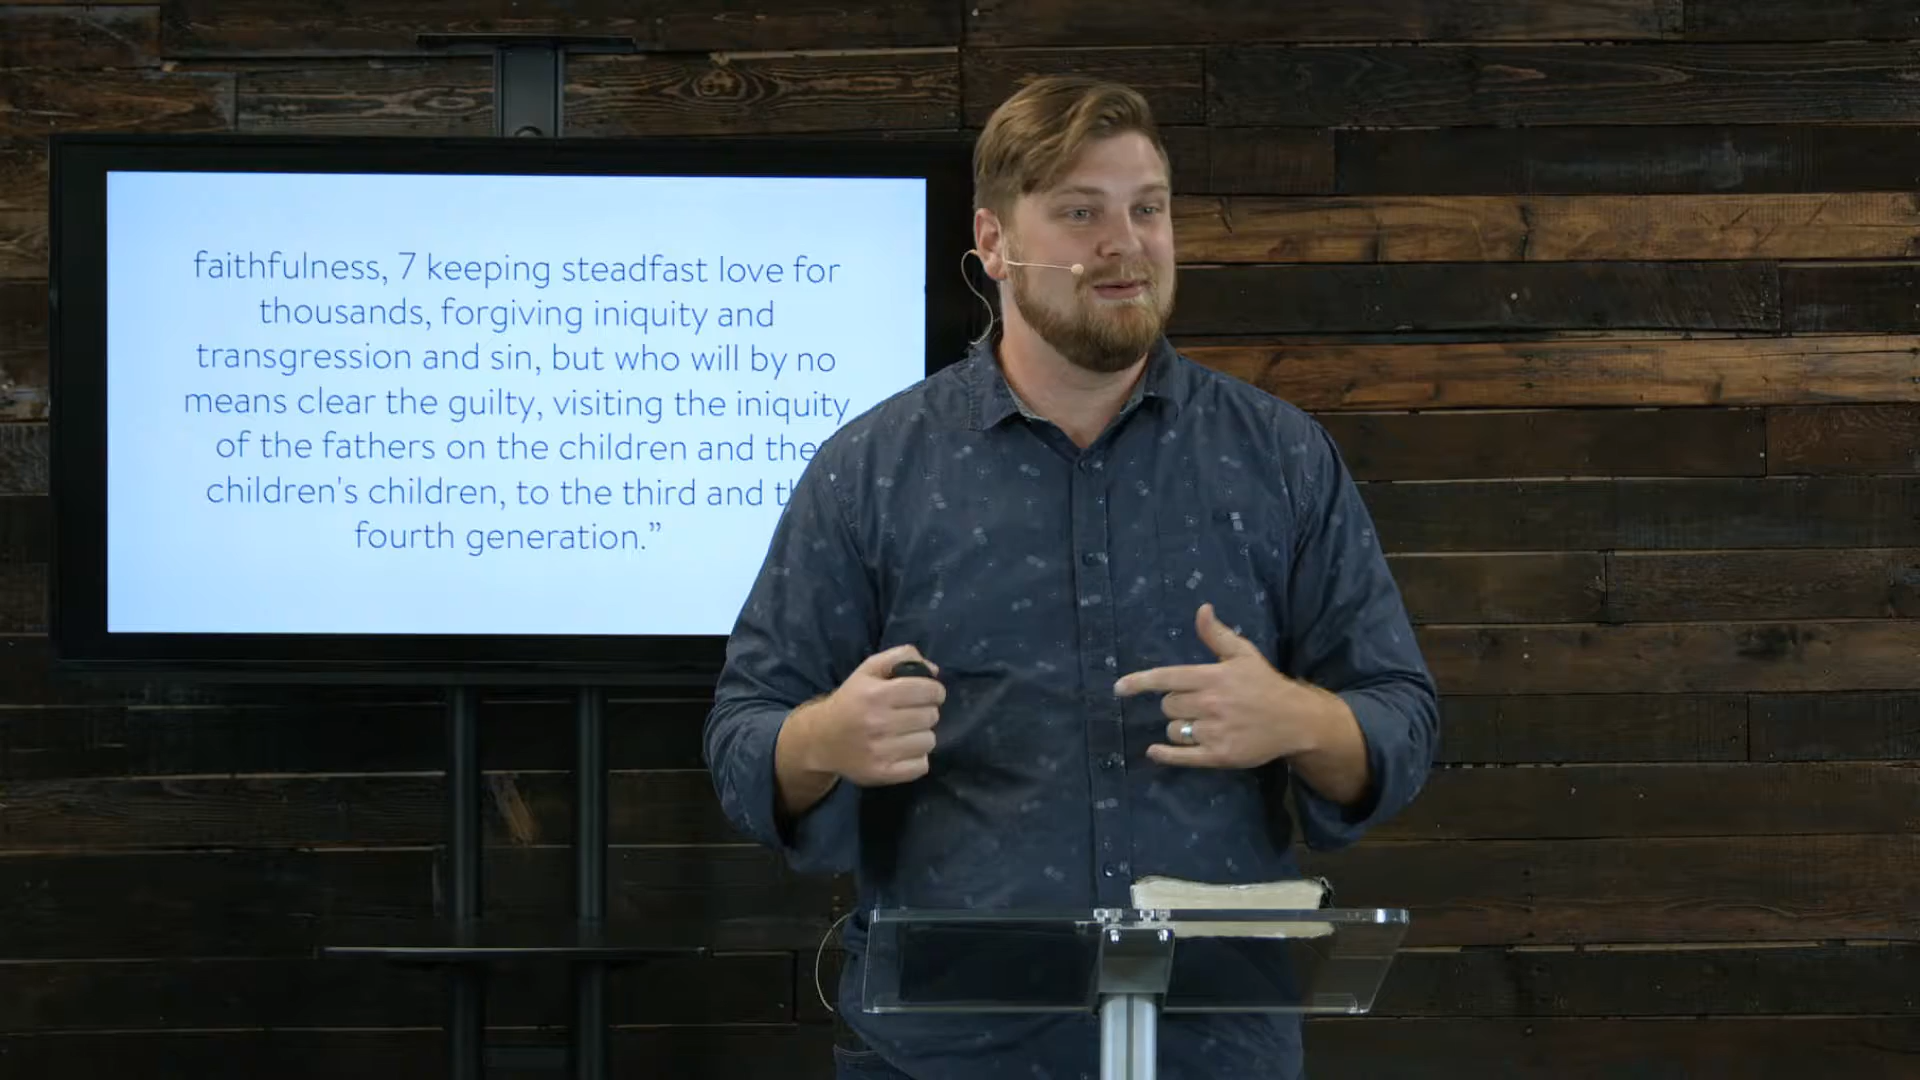 faithfulness, 7 keeping steadfast love for
thousands, forgiving iniquity and
transgression and sin, but who will by no
means clear the guilty, visiting the iniquity
of the fathers on the children and the
children's children, to the third and
fourth generation.”